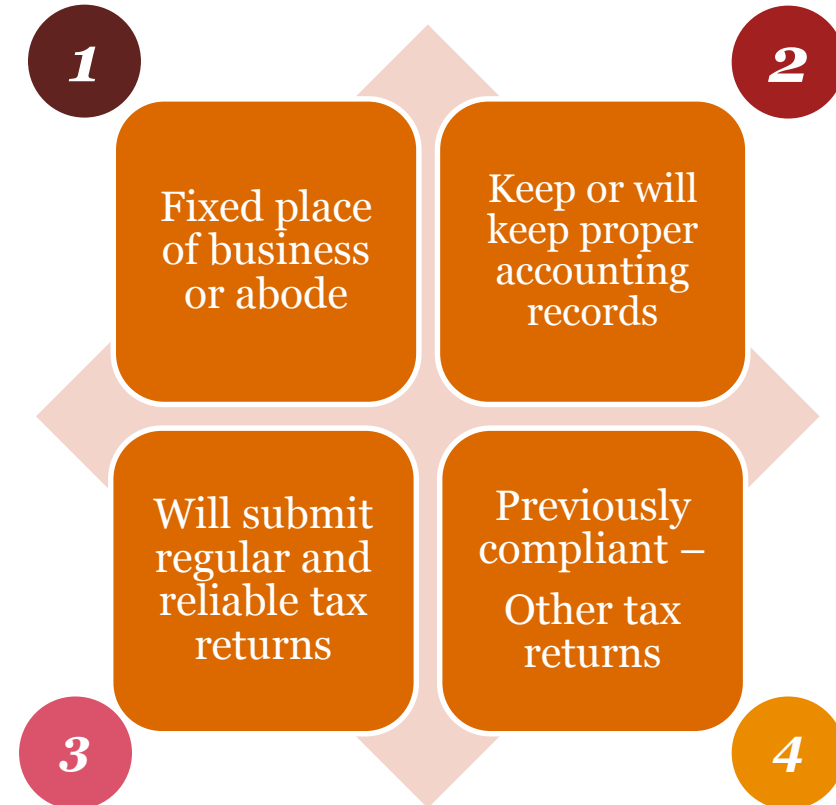 1
2
Fixed place
of business
or abode
Keep or will
keep proper
accounting
records
Will submit
regular and
reliable tax
returns
Previously
compliant –
Other tax
returns
3
4